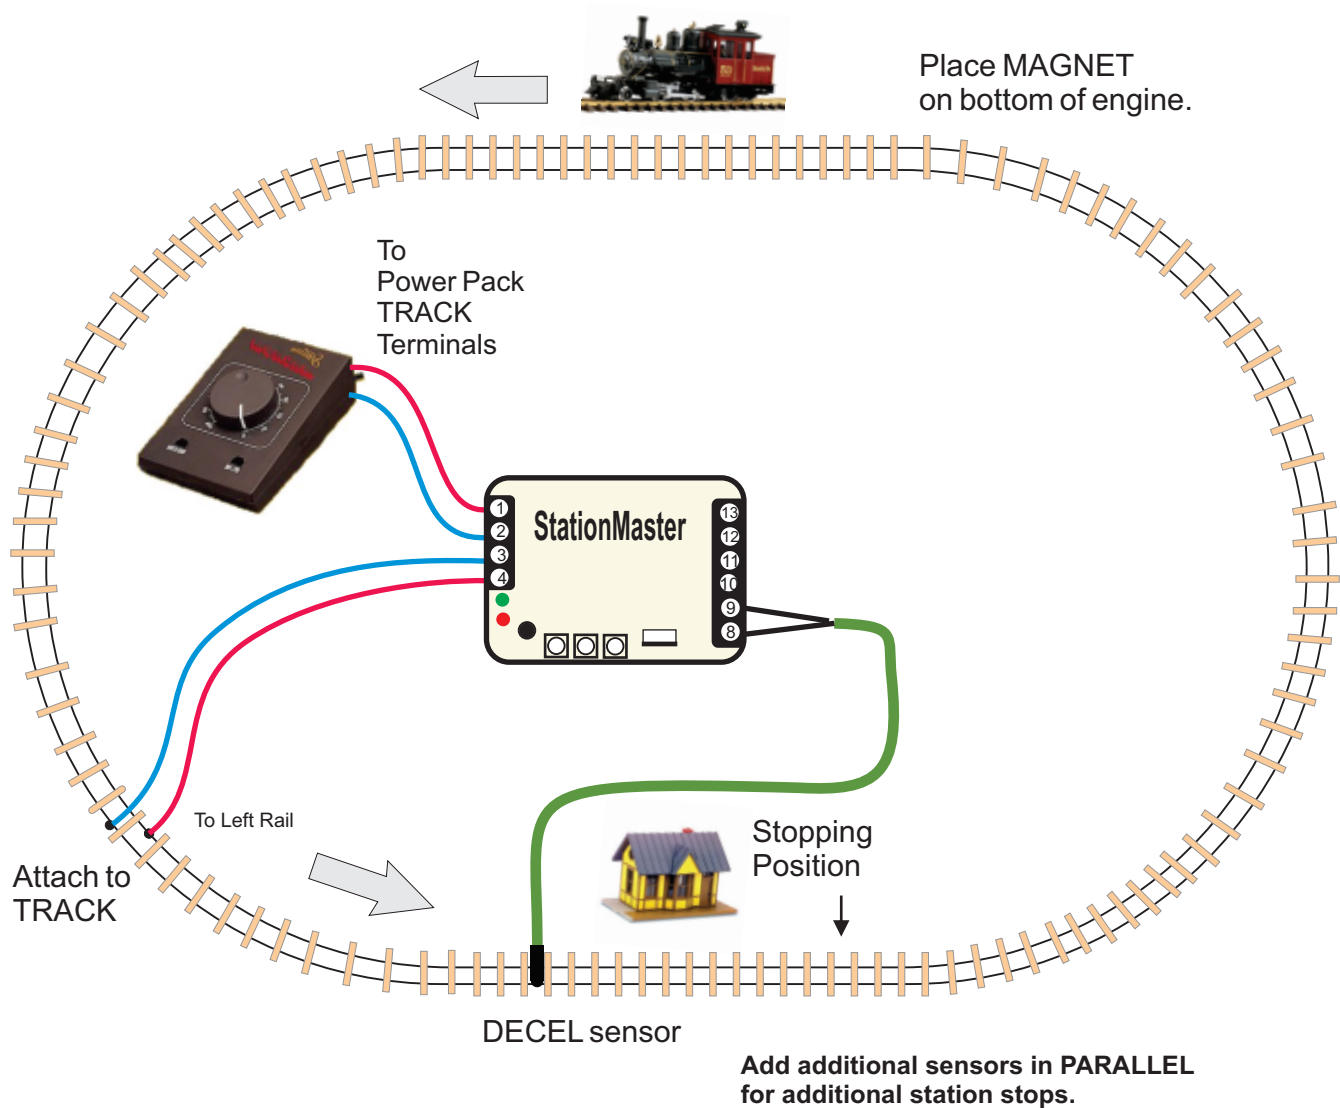 Place MAGNET
on bottom of engine.
To
Power Pack
TRACK
Terminals
StationMaster
1
2
3
4
13
12
11
10
9
8
To Left Rail
Attach to
TRACK
Stopping
Position
DECEL sensor
Add additional sensors in PARALLEL
for additional station stops.